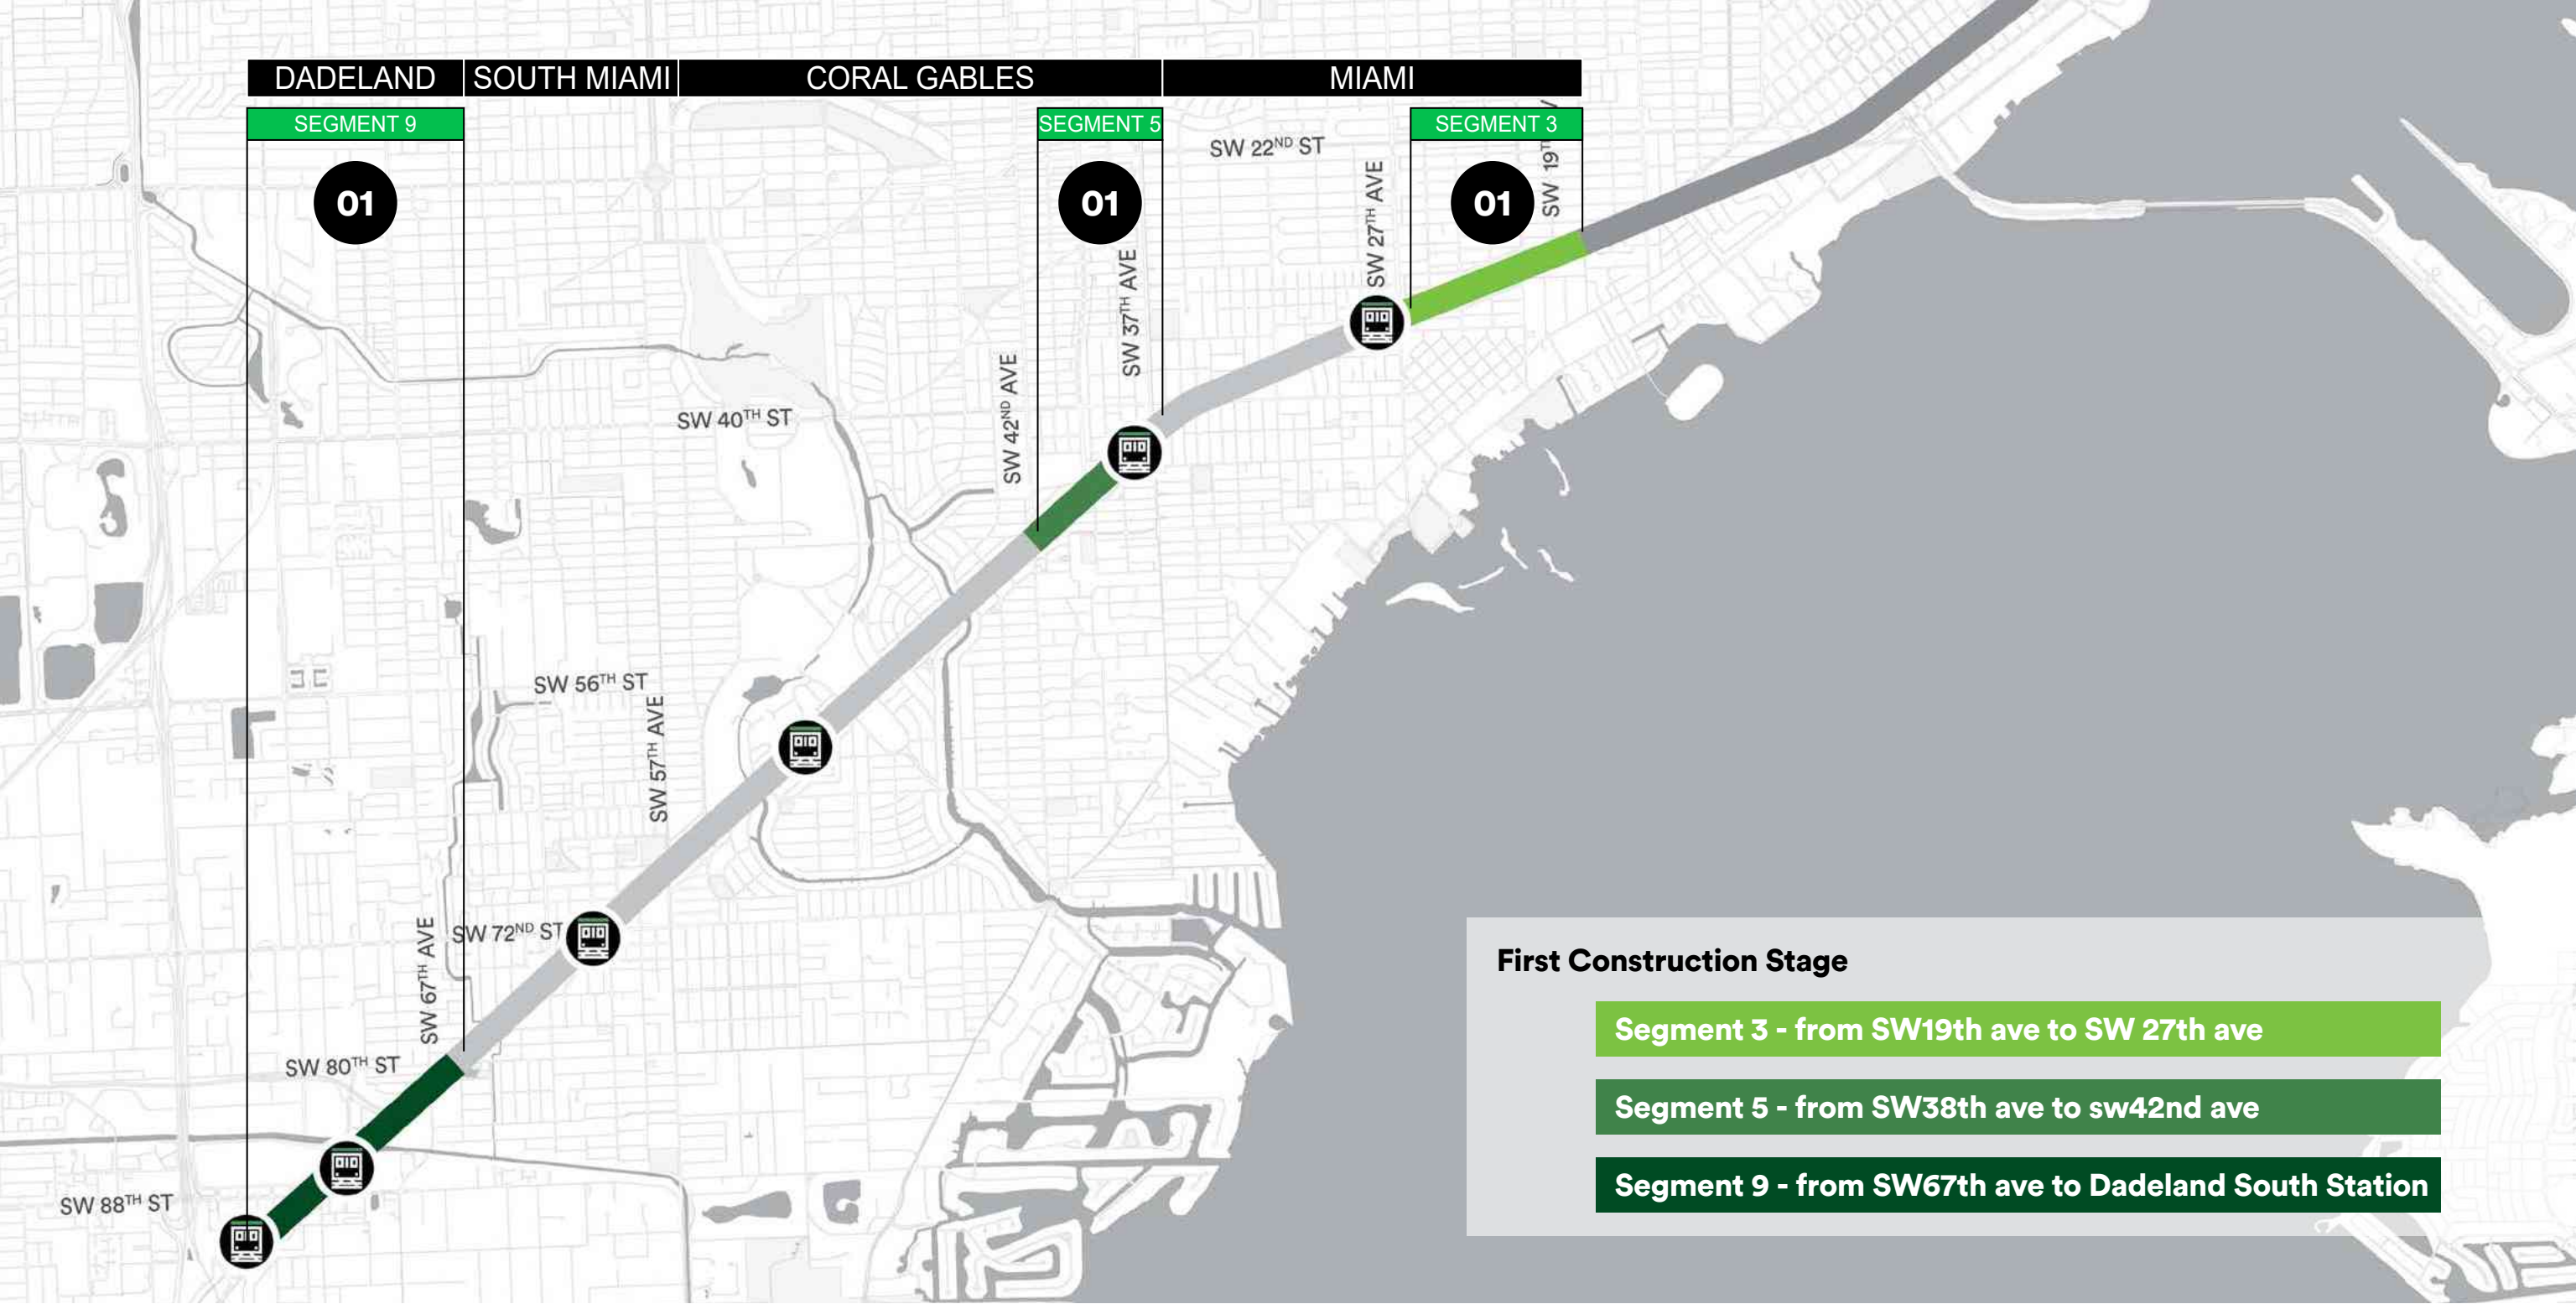 DADELAND
SOUTH MIAMI
CORAL GABLES
MIAMI
SEGMENT 9
SEGMENT 5
SEGMENT 3
01
01
01
SW 22ND ST
SW 19TH
SW 27TH AVE
SW 37TH AVE
SW 42ND AVE
SW 40TH ST
SW 56TH ST
SW 57TH AVE
SW 72ND ST
SW 67TH AVE
SW 80TH ST
SW 88TH ST
First Construction Stage
Segment 3 - from SW19th ave to SW 27th ave
Segment 5 - from SW38th ave to sw42nd ave
Segment 9 - from SW67th ave to Dadeland South Station